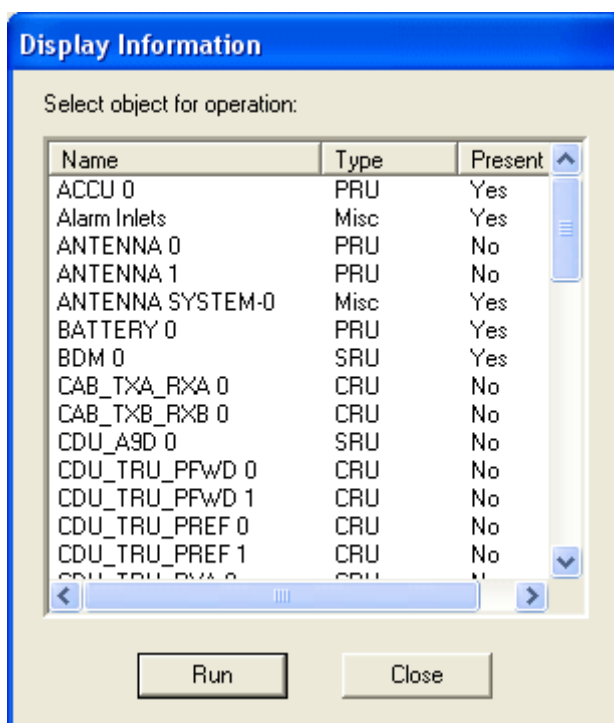 Display Information
Select object for operation:
Name Type Present
ACCU 0 PRU Yes
Alarm Inlets Misc Yes
ANTENNA 0 PRU No
ANTENNA 1 PRU No
ANTENNA SYSTEM-0 Misc Yes
BATTERY 0 PRU Yes
BDM 0 SRU Yes
CAB_TXA_RXA 0 CRU No
CAB_TXB_RXB 0 CRU No
CDU_A9D 0 SRU No
CDU_TRU_PFWD 0 CRU No
CDU_TRU_PFWD 1 CRU No
CDU_TRU_PREF 0 CRU No
CDU_TRU_PREF 1 CRU No
Run Close